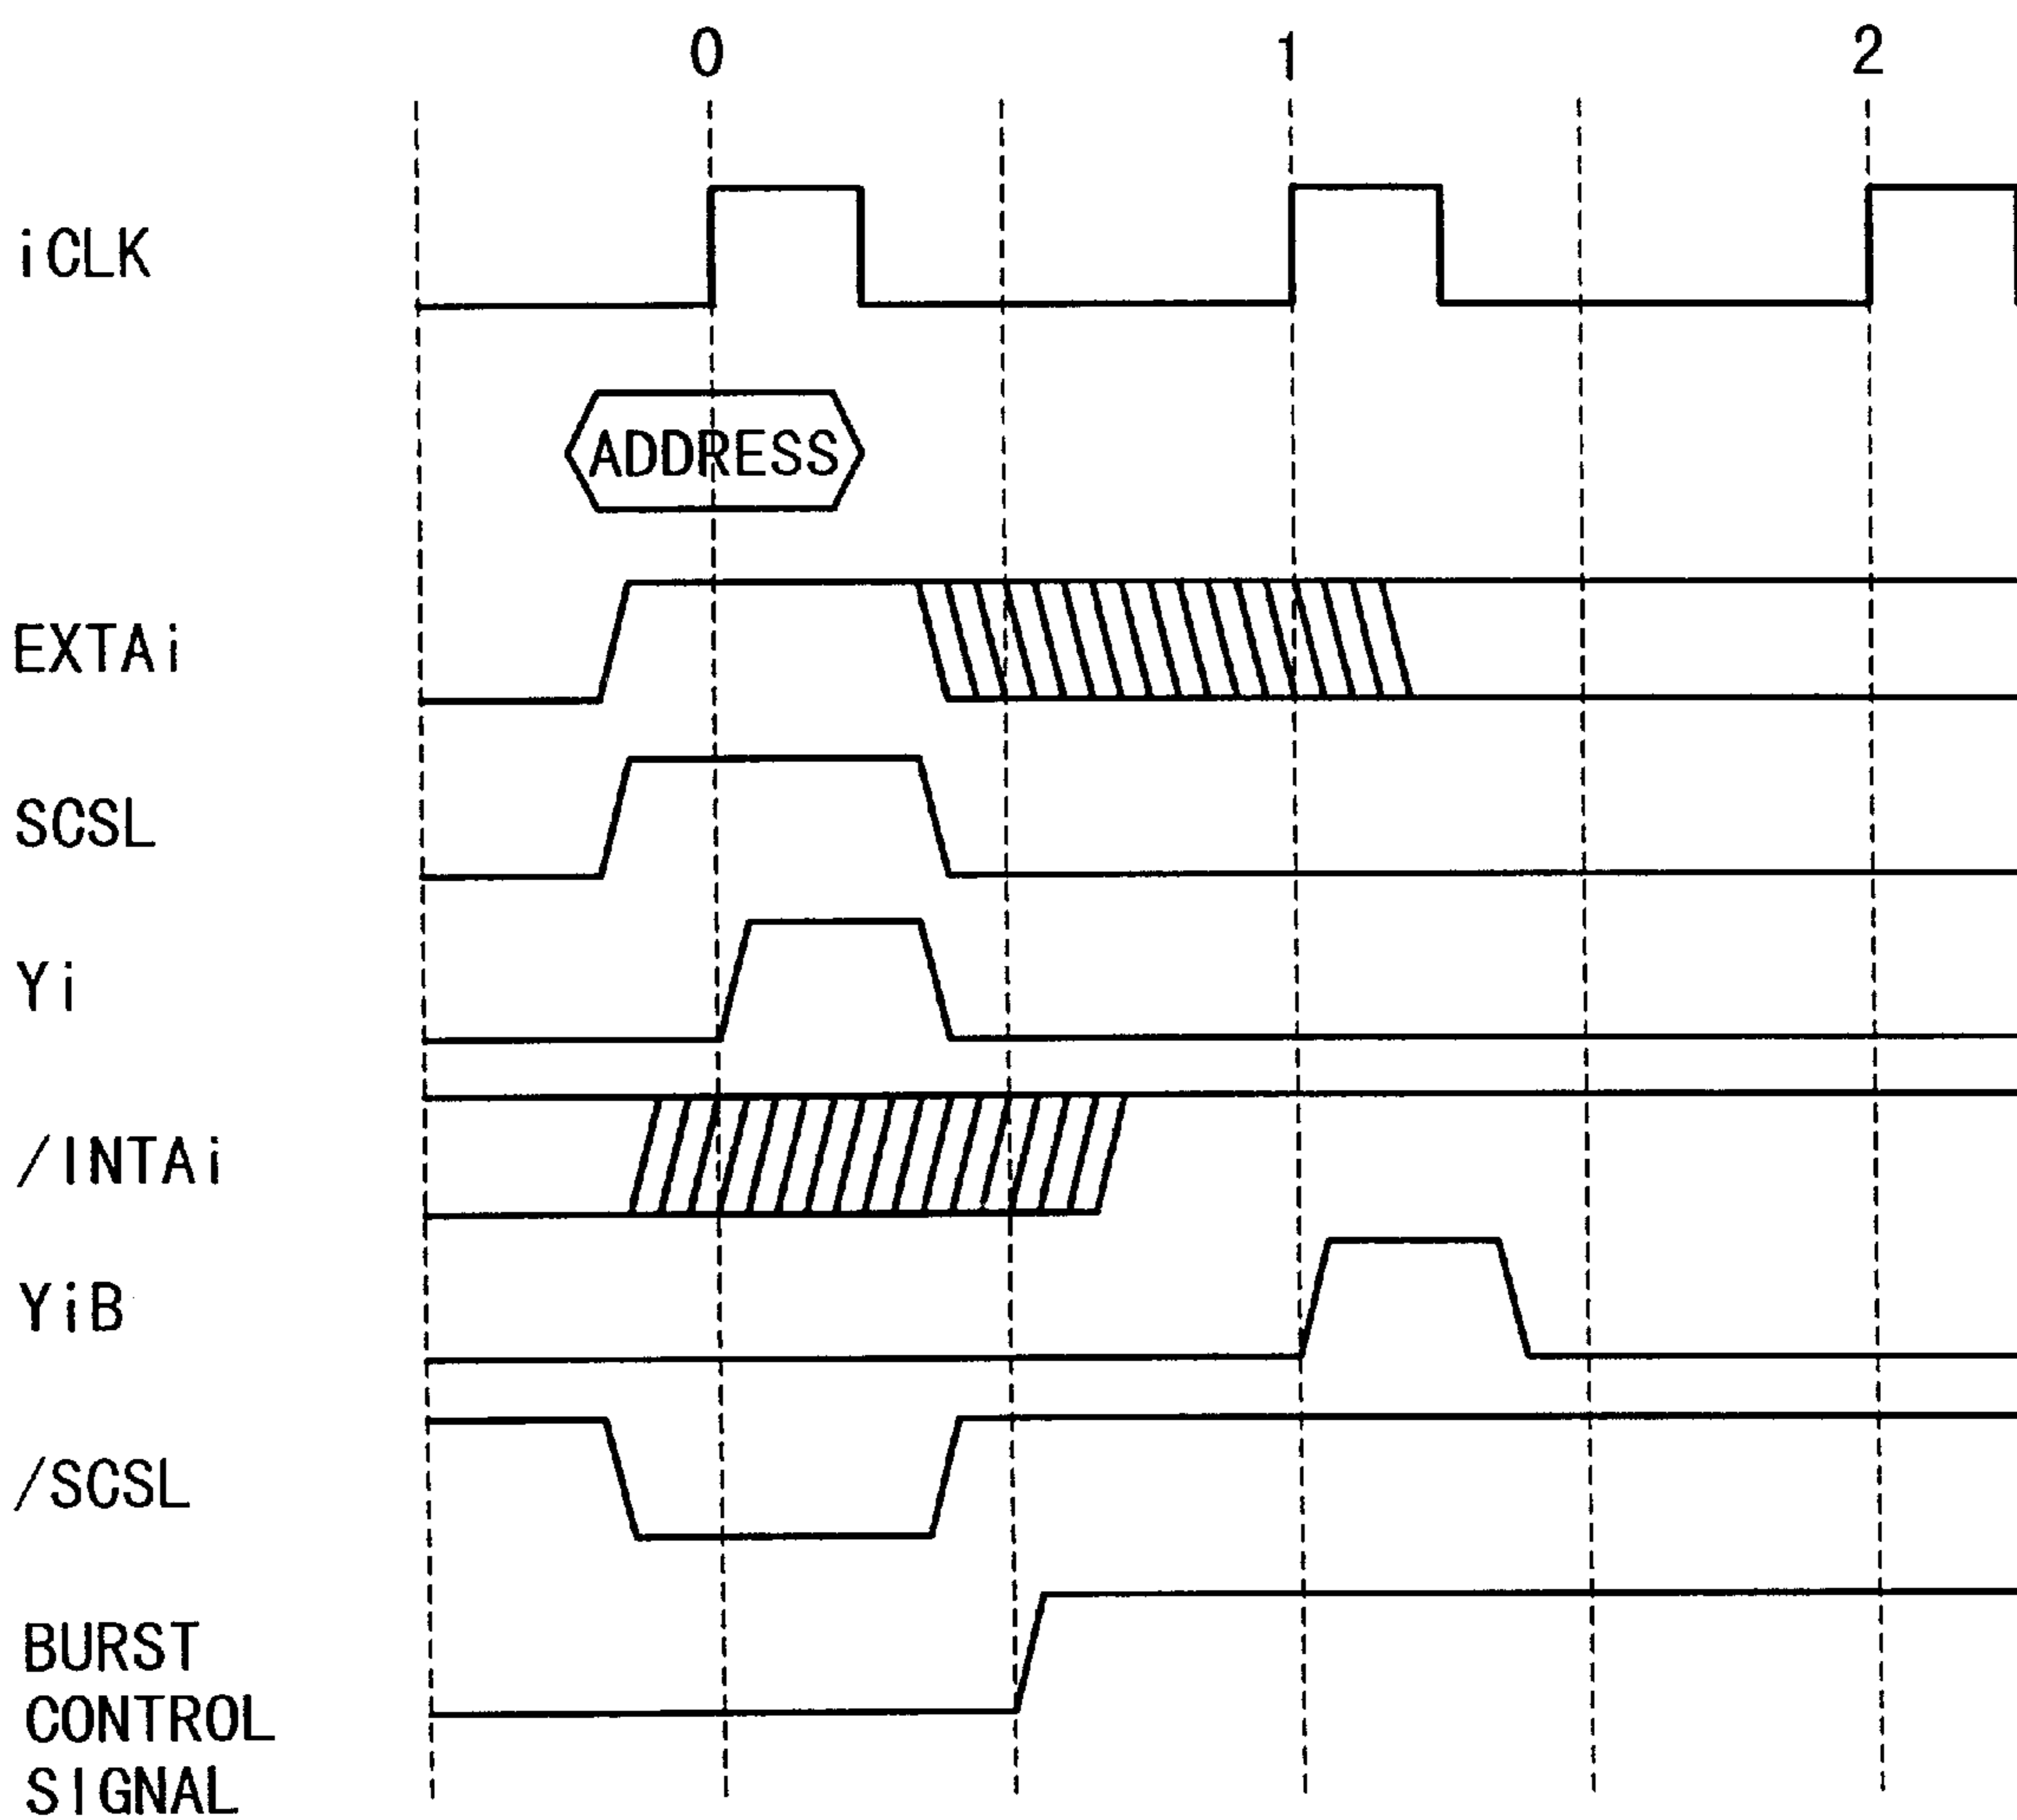 0 1 2
iCLK
ADDRESS
EXTAi
SCSL
Yi
/INTAi
YiB
/SCSL
BURST
CONTROL
SIGNAL